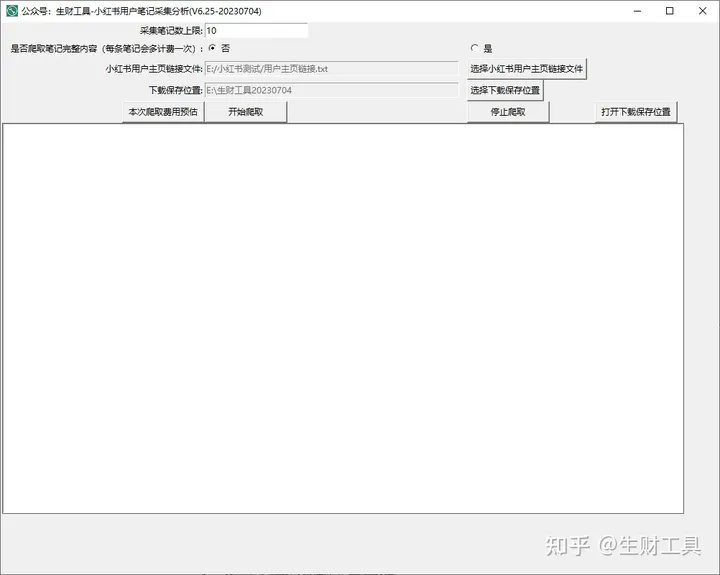 公众号：生财工具-小红书用户笔记采集分析(V6.25-20230704)
采集笔记数上限: 10
是否爬取笔记完整内容（每条笔记会多计费一次）: 否 是
小红书用户主页链接文件: E:/小红书测试/用户主页链接.txt 选择小红书用户主页链接文件
下载保存位置: E:\生财工具20230704 选择下载保存位置
本次爬取费用预估 开始爬取 停止爬取 打开下载保存位置
知乎 @生财工具